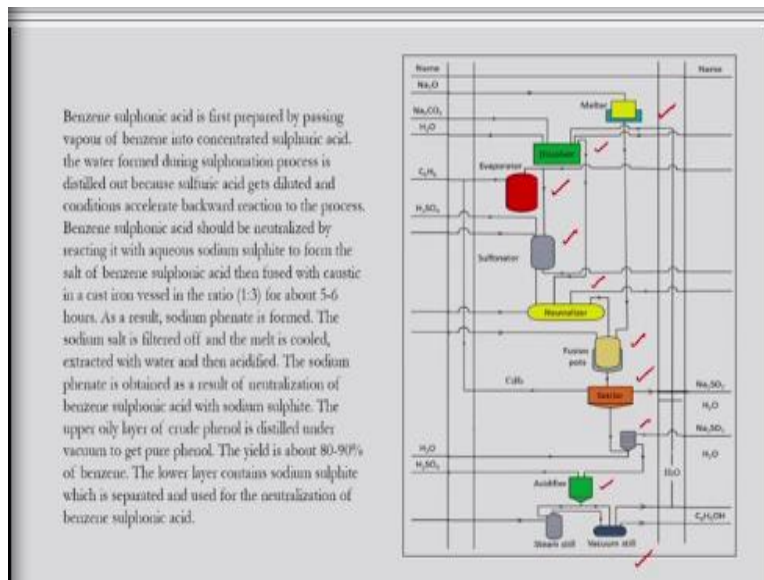 Benzene sulphonic acid is first prepared by passing
vapour of benzene into concentrated sulphuric acid.
the water formed during sulphonation process is
distilled out because sulfuric acid gets diluted and
conditions accelerate backward reaction to the process.
Benzene sulphonic acid should be neutralized by
reacting it with aqueous sodium sulphite to form the
salt of benzene sulphonic acid then fused with caustic
in a cast iron vessel in the ratio (1:3) for about 5-6
hours. As a result, sodium phenate is formed. The
sodium salt is filtered off and the melt is cooled,
extracted with water and then acidified. The sodium
phenate is obtained as a result of neutralization of
benzene sulphonic acid with sodium sulphite. The
upper oily layer of crude phenol is distilled under
vacuum to get pure phenol. The yield is about 80-90%
of benzene. The lower layer contains sodium sulphite
which is separated and used for the neutralization of
benzene sulphonic acid.
Name
Name
Na₂O
Melter
Na₂CO₃
H₂O
Dissolver
Evaporator
C₆H₆
H₂SO₄
Sulfonator
Neutralizer
Fusion
pots
Na₂SO₃
H₂O
Na₂SO₃
H₂O
H₂O
H₂SO₄
H₂O
Acidifier
C₆H₅OH
Steam still
Vacuum still